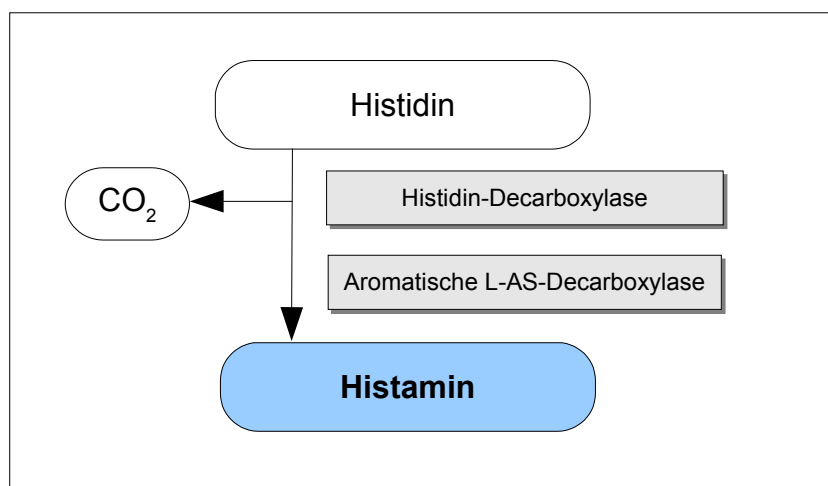 Histidin
CO₂
Histidin-Decarboxylase
Aromatische L-AS-Decarboxylase
Histamin